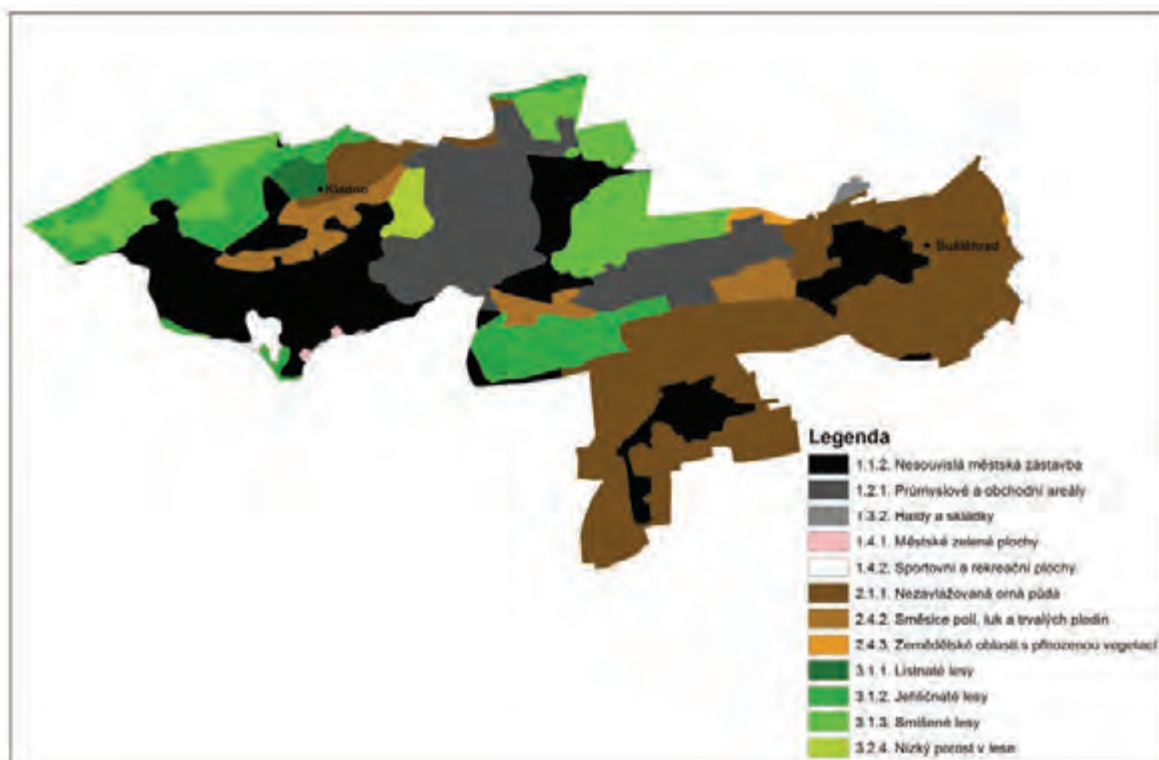 Kladno
Buštěhrad
Legenda
1.1.2. Nesouvislá městská zástavba
1.2.1. Průmyslové a obchodní areály
1.3.2. Haldy a skládky
1.4.1. Městské zelené plochy
1.4.2. Sportovní a rekreační plochy
2.1.1. Nezavlažovaná orná půda
2.4.2. Směsice polí, luk a trvalých plodin
2.4.3. Zemědělské oblasti s přirozenou vegetací
3.1.1. Listnaté lesy
3.1.2. Jehličnaté lesy
3.1.3. Smíšené lesy
3.2.4. Nízký porost v lese